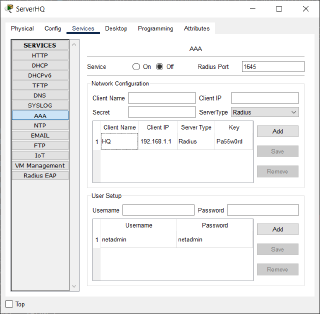 ServerHQ
Physical Config Services Desktop Programming Attributes
SERVICES
HTTP
DHCP
DHCPv6
TFTP
DNS
SYSLOG
AAA
NTP
EMAIL
FTP
IoT
VM Management
Radius EAP
AAA
Service On Off Radius Port 1645
Network Configuration
Client Name Client IP
Secret ServerType Radius
Client Name Client IP Server Type Key
1 HQ 192.168.1.1 Radius Pa55w0rd
Add
Save
Remove
User Setup
Username Password
Username Password
1 netadmin netadmin
Add
Save
Remove
Top